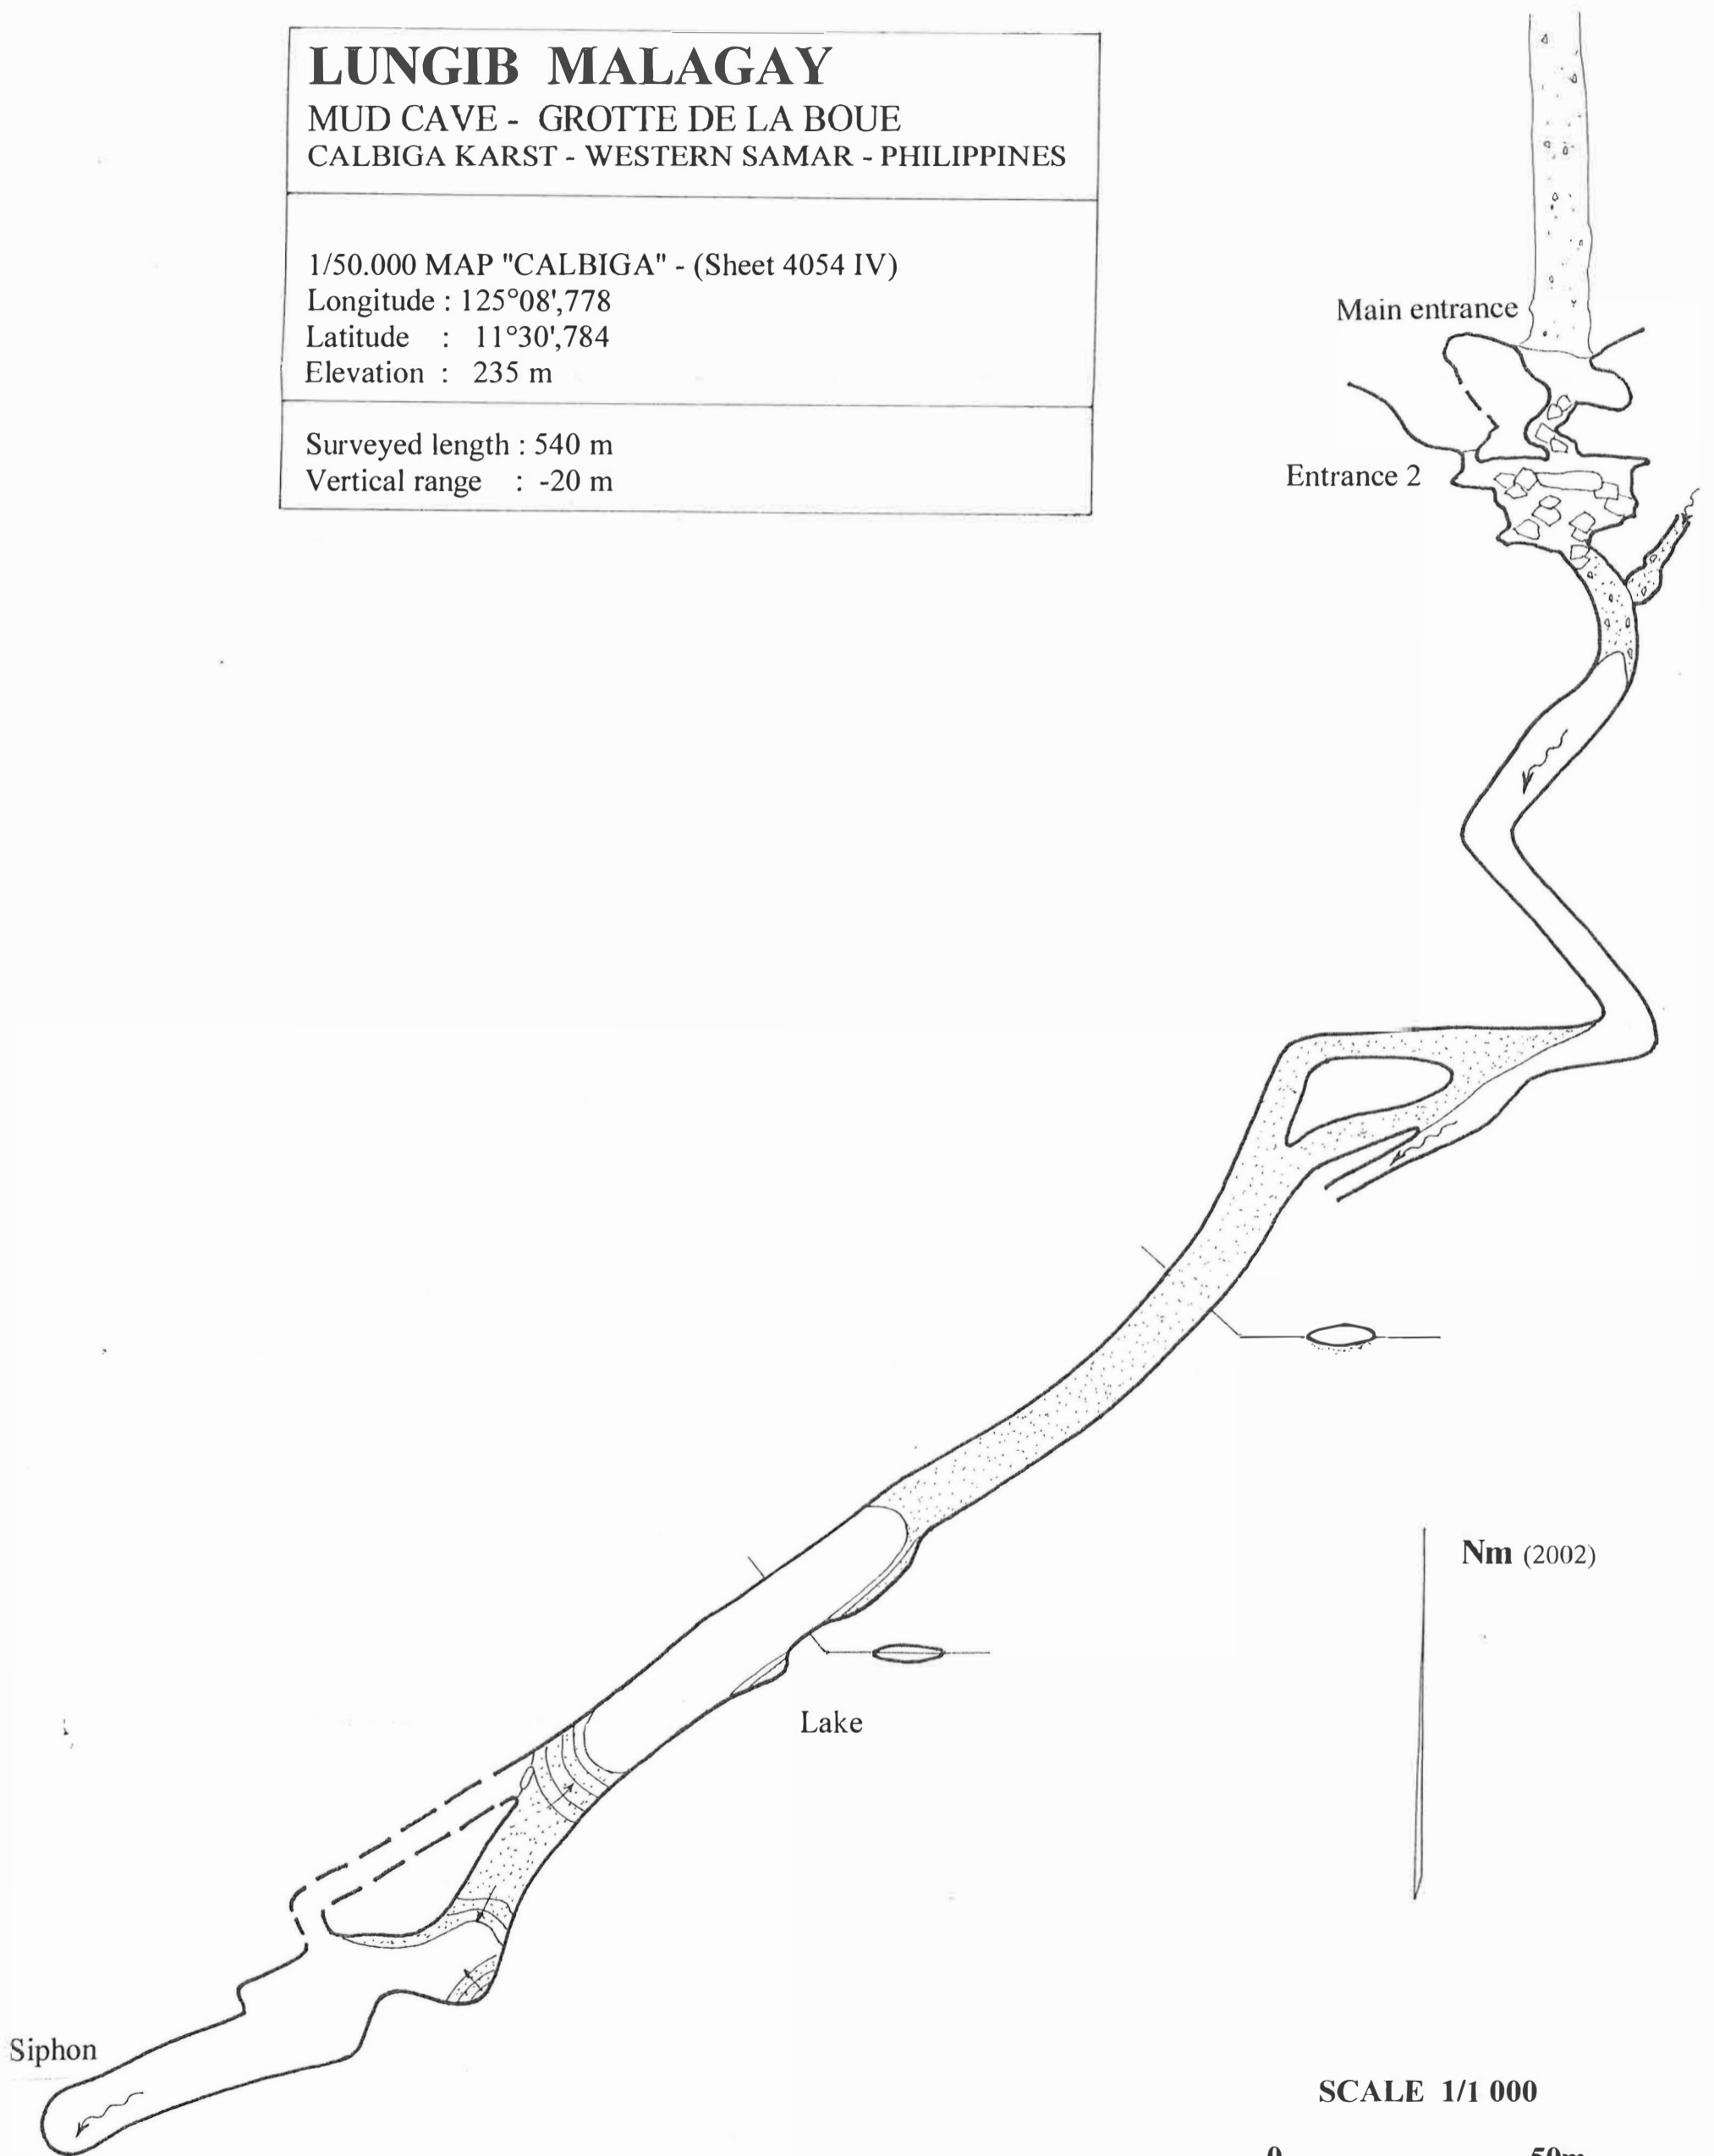 LUNGIB MALAGAY
MUD CAVE - GROTTE DE LA BOUE
CALBIGA KARST - WESTERN SAMAR - PHILIPPINES
1/50.000 MAP "CALBIGA" - (Sheet 4054 IV)
Longitude : 125°08',778
Latitude : 11°30',784
Elevation : 235 m
Surveyed length : 540 m
Vertical range : -20 m
Main entrance
Entrance 2
Nm (2002)
Lake
Siphon
SCALE 1/1 000
0 50m